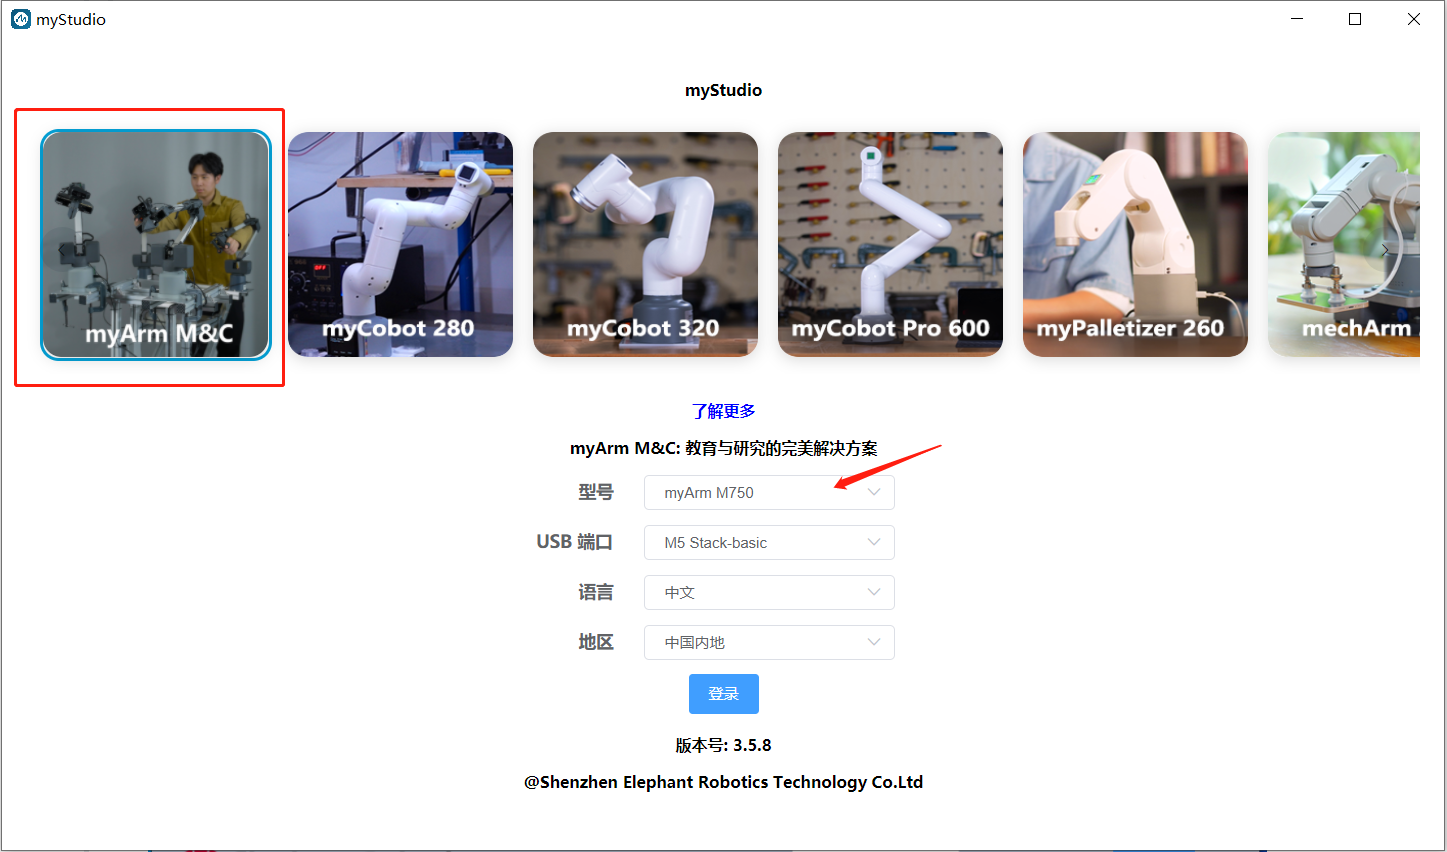 myStudio
myStudio
myArm M&C
myCobot 280
myCobot 320
myCobot Pro 600
myPalletizer 260
mechArm
了解更多
myArm M&C: 教育与研究的完美解决方案
型号 myArm M750
USB 端口 M5 Stack-basic
语言 中文
地区 中国内地
登录
版本号: 3.5.8
@Shenzhen Elephant Robotics Technology Co.Ltd